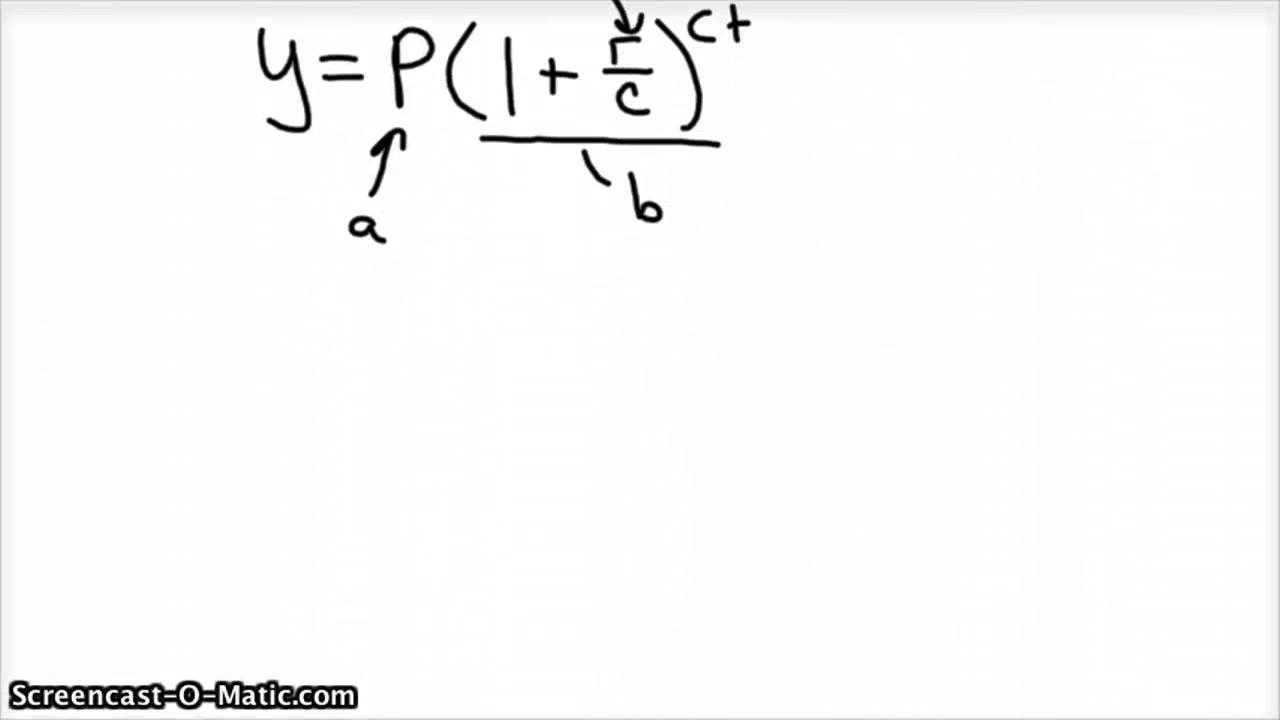 y = P(1 + r/c)^ct
a
b
Screencast-O-Matic.com